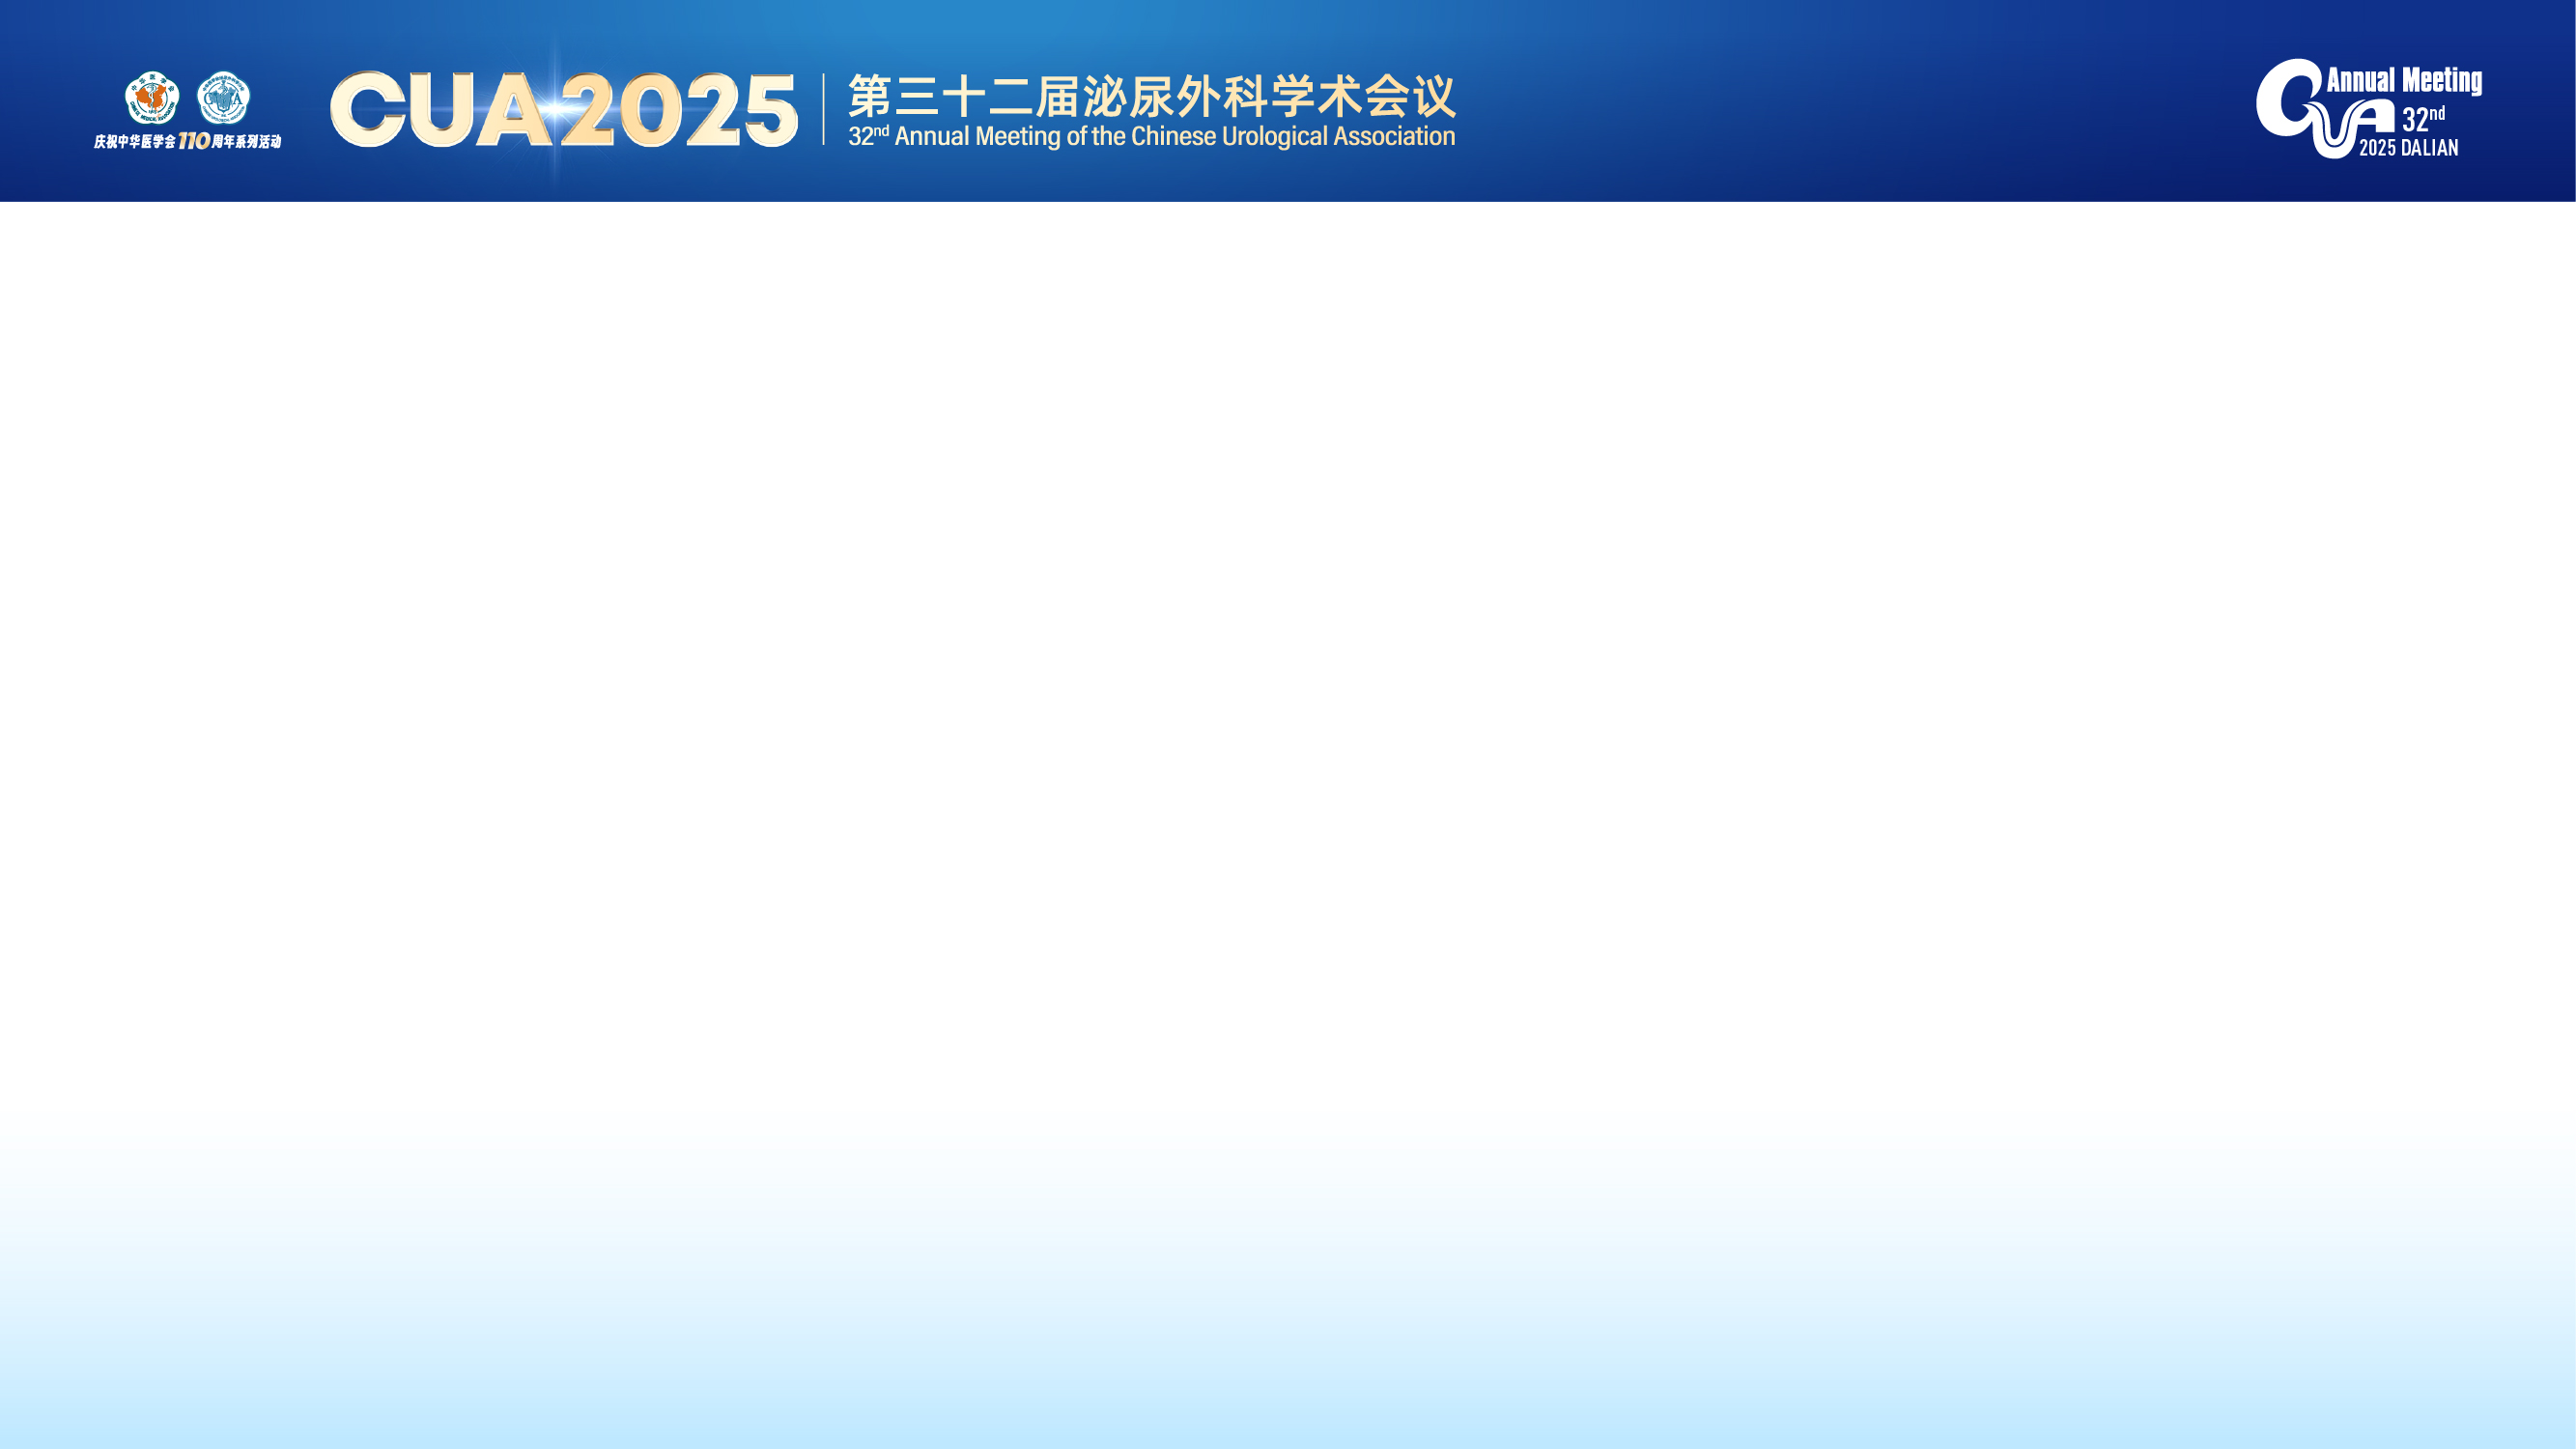 庆祝中华医学会110周年系列活动
CUA2025
第三十二届泌尿外科学术会议
32nd Annual Meeting of the Chinese Urological Association
CUA Annual Meeting
32nd
2025 DALIAN